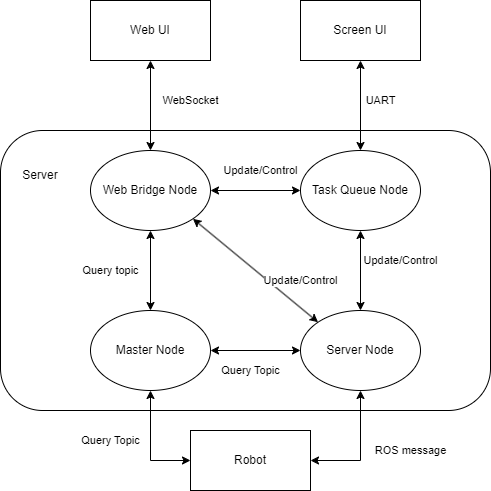 Web UI
Screen UI
WebSocket
UART
Server
Update/Control
Web Bridge Node
Task Queue Node
Query topic
Update/Control
Update/Control
Master Node
Server Node
Query Topic
Query Topic
ROS message
Robot